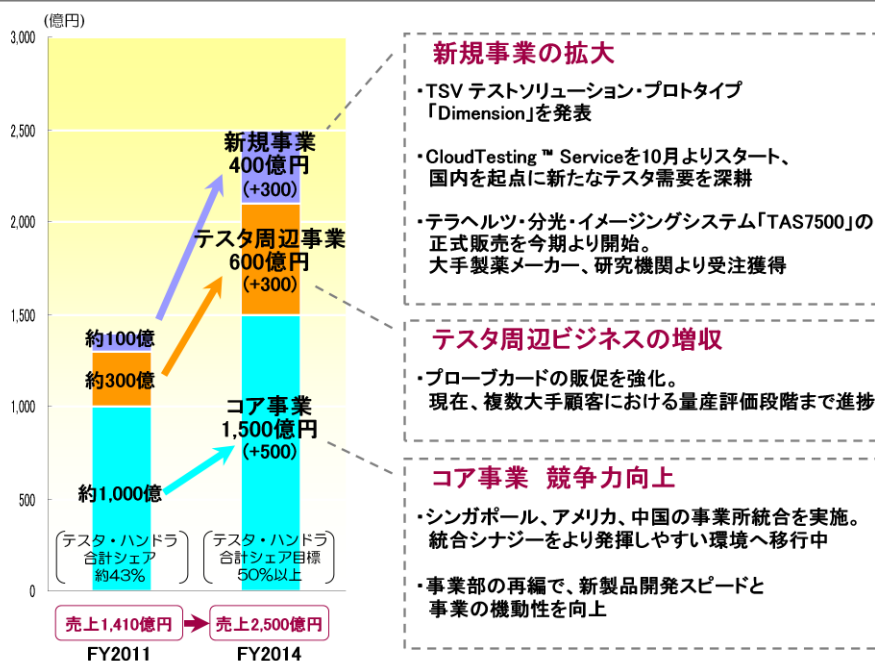 (億円)
3,000
2,500
2,000
1,500
1,000
500
0
新規事業
400億円
(+300)
テスタ周辺事業
600億円
(+300)
コア事業
1,500億円
(+500)
約100億
約300億
約1,000億
テスタ・ハンドラ
合計シェア
約43%
テスタ・ハンドラ
合計シェア目標
50%以上
売上1,410億円
売上2,500億円
FY2011
FY2014
新規事業の拡大
・TSV テストソリューション・プロトタイプ
「Dimension」を発表
・CloudTesting™ Serviceを10月よりスタート、
国内を起点に新たなテスタ需要を深耕
・テラヘルツ・分光・イメージングシステム「TAS7500」の
正式販売を今期より開始。
大手製薬メーカー、研究機関より受注獲得
テスタ周辺ビジネスの増収
・プローブカードの販促を強化。
現在、複数大手顧客における量産評価段階まで進捗
コア事業 競争力向上
・シンガポール、アメリカ、中国の事業所統合を実施。
統合シナジーをより発揮しやすい環境へ移行中
・事業部の再編で、新製品開発スピードと
事業の機動性を向上